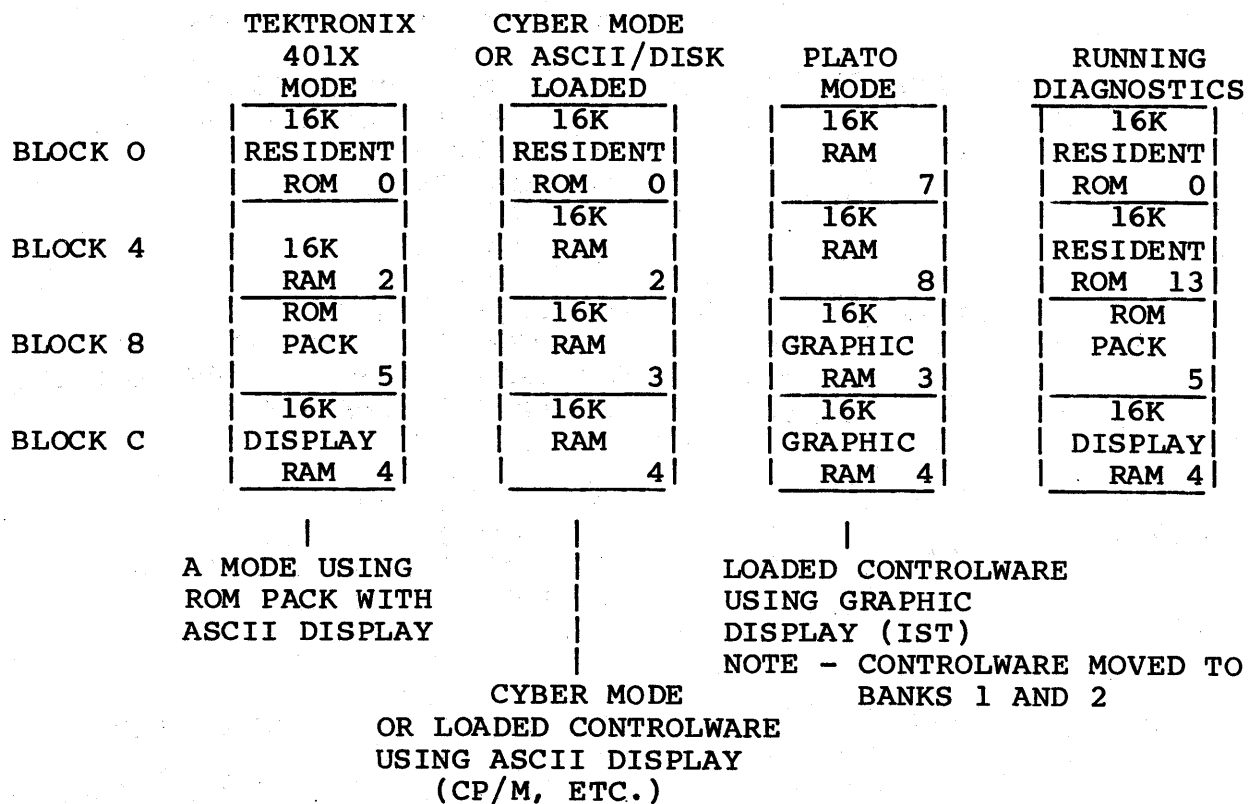 TEKTRONIX CYBER MODE
401X OR ASCII/DISK PLATO RUNNING
MODE LOADED MODE DIAGNOSTICS
16K 16K 16K 16K
BLOCK 0 RESIDENT RESIDENT RAM RESIDENT
ROM 0 ROM 0 7 ROM 0
16K 16K 16K
BLOCK 4 16K RAM RAM RESIDENT
RAM 2 2 8 ROM 13
ROM 16K 16K ROM
BLOCK 8 PACK RAM GRAPHIC PACK
5 3 RAM 3 5
16K 16K 16K 16K
BLOCK C DISPLAY RAM GRAPHIC DISPLAY
RAM 4 4 RAM 4 RAM 4
A MODE USING LOADED CONTROLWARE
ROM PACK WITH USING GRAPHIC
ASCII DISPLAY DISPLAY (IST)
NOTE - CONTROLWARE MOVED TO
CYBER MODE BANKS 1 AND 2
OR LOADED CONTROLWARE
USING ASCII DISPLAY
(CP/M, ETC.)